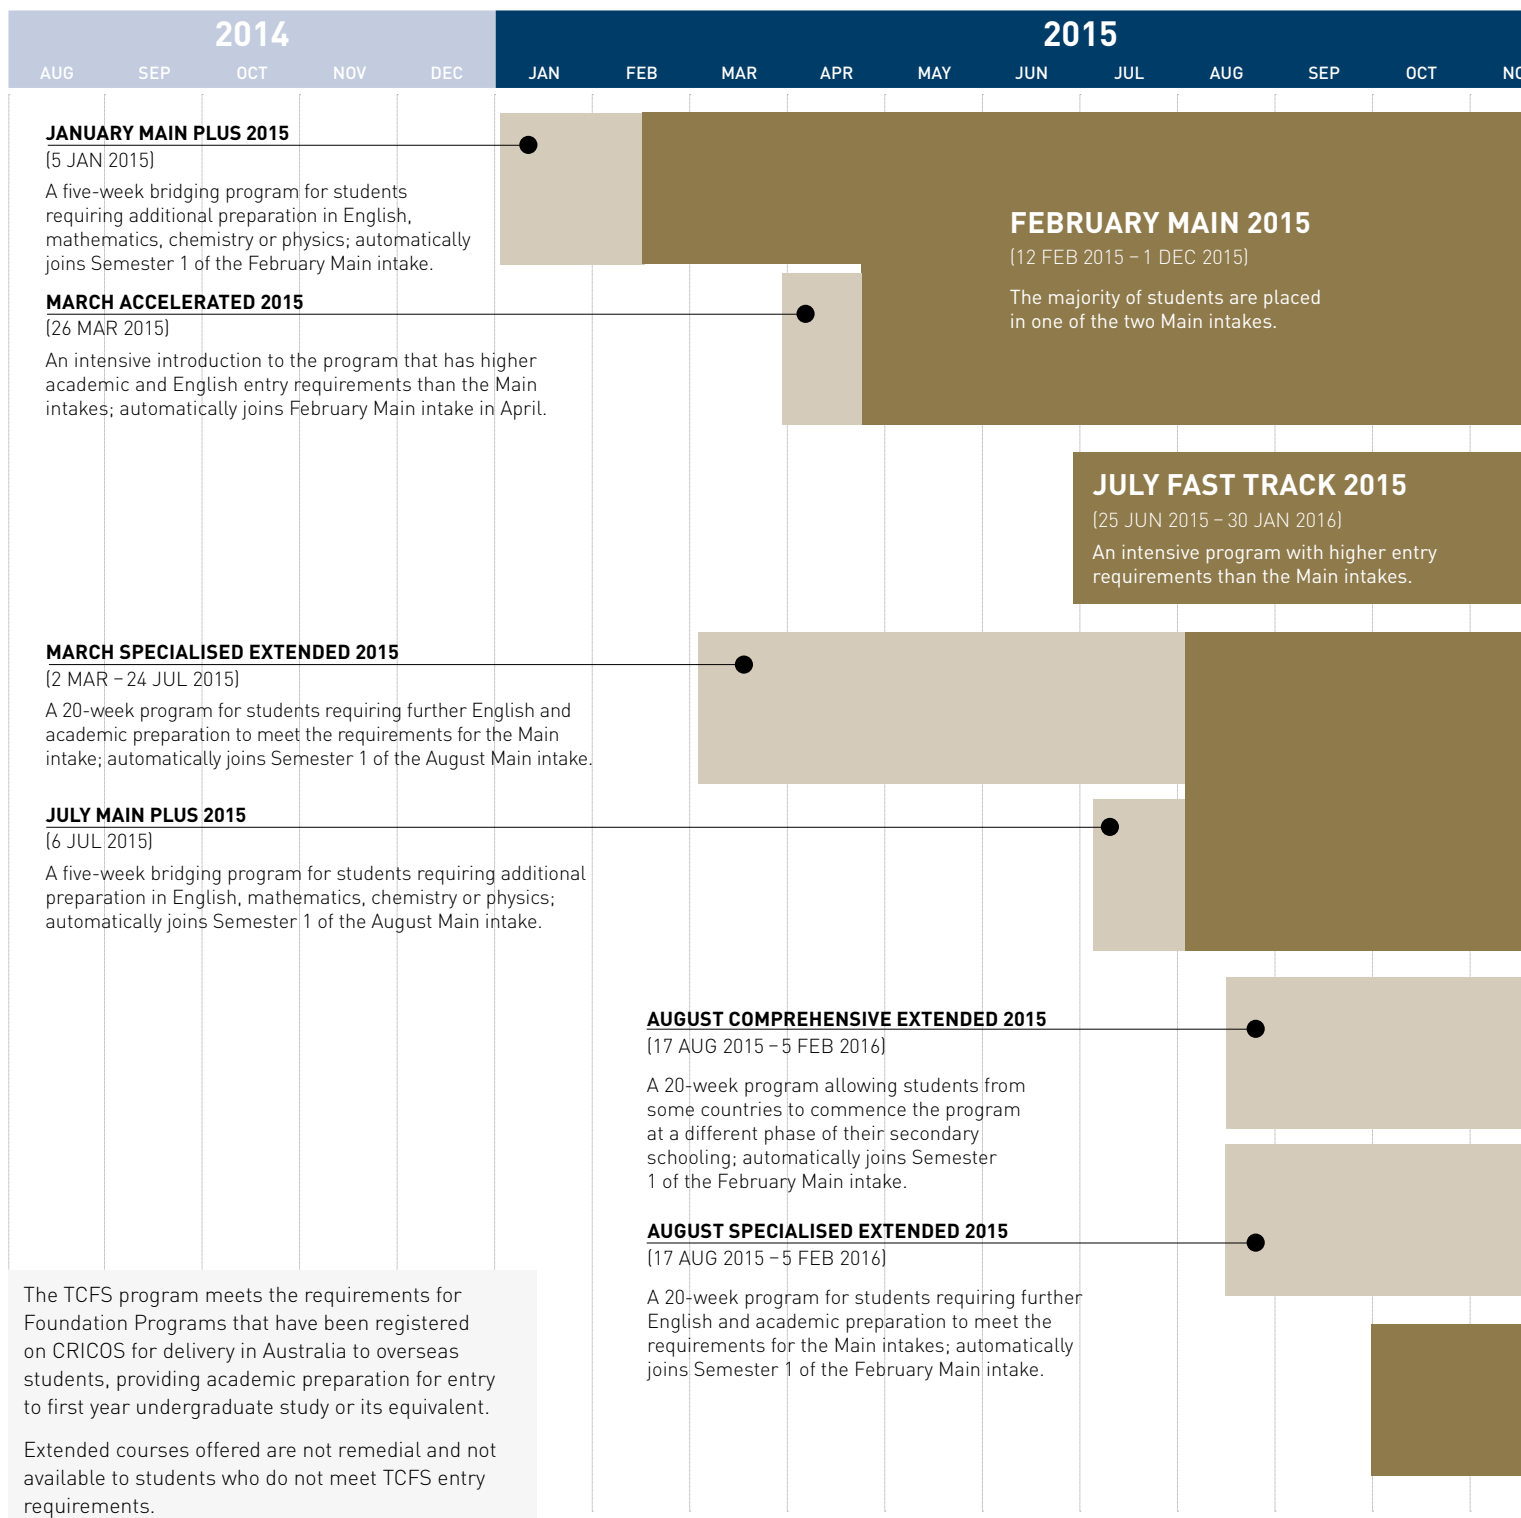 2014
2015
AUG SEP OCT NOV DEC JAN FEB MAR APR MAY JUN JUL AUG SEP OCT
JANUARY MAIN PLUS 2015
(5 JAN 2015)
A five-week bridging program for students
requiring additional preparation in English,
mathematics, chemistry or physics; automatically
joins Semester 1 of the February Main intake.
FEBRUARY MAIN 2015
(12 FEB 2015 – 1 DEC 2015)
The majority of students are placed
in one of the two Main intakes.
MARCH ACCELERATED 2015
(26 MAR 2015)
An intensive introduction to the program that has higher
academic and English entry requirements than the Main
intakes; automatically joins February Main intake in April.
JULY FAST TRACK 2015
(25 JUN 2015 – 30 JAN 2016)
An intensive program with higher entry
requirements than the Main intakes.
MARCH SPECIALISED EXTENDED 2015
(2 MAR – 24 JUL 2015)
A 20-week program for students requiring further English and
academic preparation to meet the requirements for the Main
intake; automatically joins Semester 1 of the August Main intake.
JULY MAIN PLUS 2015
(6 JUL 2015)
A five-week bridging program for students requiring additional
preparation in English, mathematics, chemistry or physics;
automatically joins Semester 1 of the August Main intake.
AUGUST COMPREHENSIVE EXTENDED 2015
(17 AUG 2015 – 5 FEB 2016)
A 20-week program allowing students from
some countries to commence the program
at a different phase of their secondary
schooling; automatically joins Semester
1 of the February Main intake.
AUGUST SPECIALISED EXTENDED 2015
(17 AUG 2015 – 5 FEB 2016)
A 20-week program for students requiring further
English and academic preparation to meet the
requirements for the Main intakes; automatically
joins Semester 1 of the February Main intake.
The TCFS program meets the requirements for
Foundation Programs that have been registered
on CRICOS for delivery in Australia to overseas
students, providing academic preparation for entry
to first year undergraduate study or its equivalent.
Extended courses offered are not remedial and not
available to students who do not meet TCFS entry
requirements.